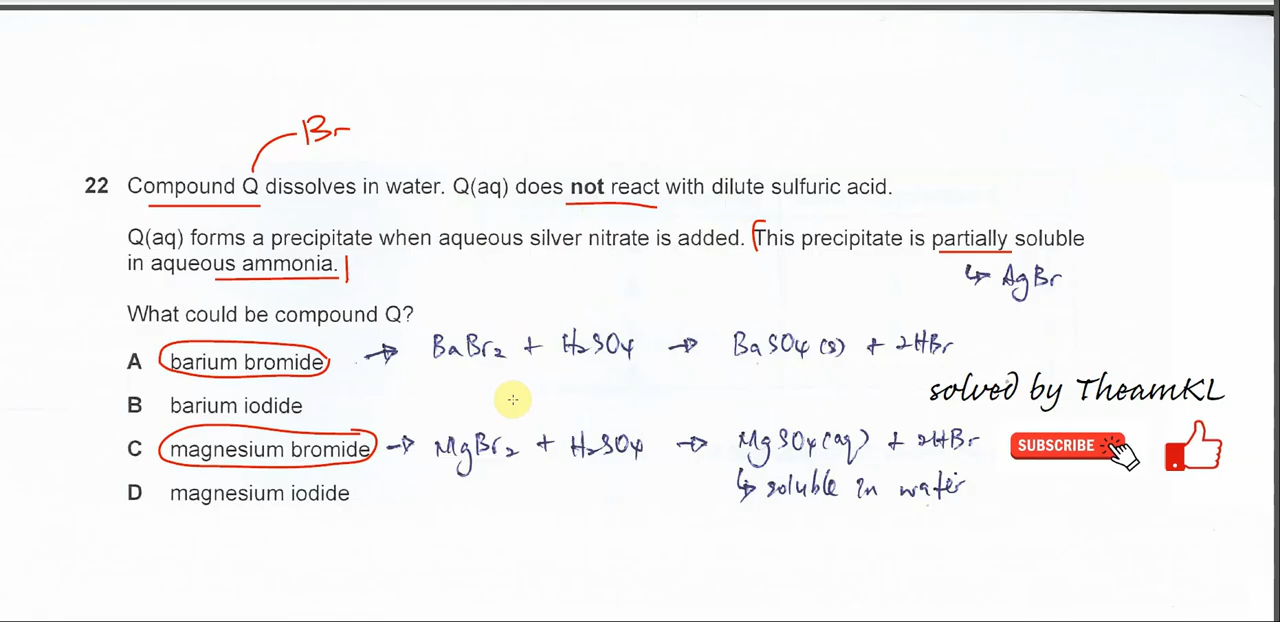 Br
22 Compound Q dissolves in water. Q(aq) does not react with dilute sulfuric acid.
Q(aq) forms a precipitate when aqueous silver nitrate is added. This precipitate is partially soluble
in aqueous ammonia.
↳ AgBr
What could be compound Q?
A barium bromide → BaBr₂ + H₂SO₄ → BaSO₄(s) + 2HBr
solved by TheamKL
B barium iodide
C magnesium bromide → MgBr₂ + H₂SO₄ → MgSO₄(aq) + 2HBr
SUBSCRIBE
↳ soluble in water
D magnesium iodide